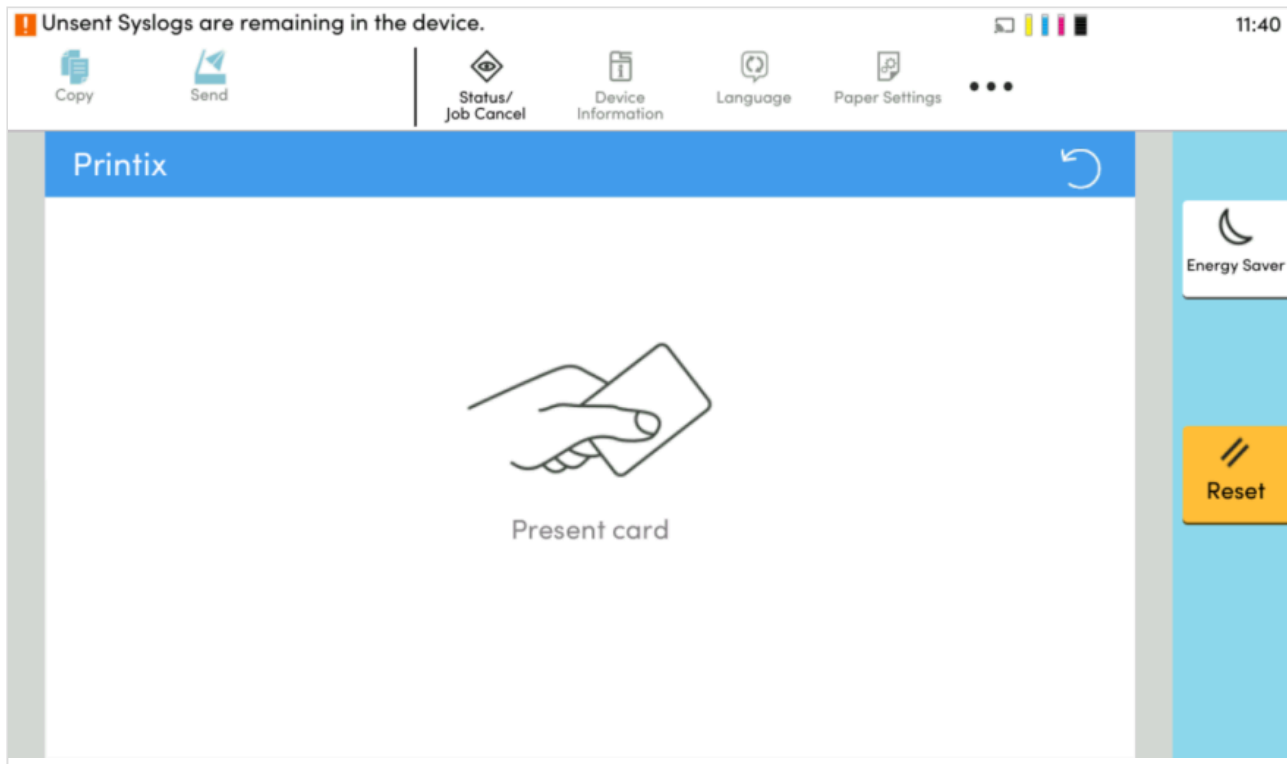 Unsent Syslogs are remaining in the device.
11:40
Copy
Send
Status/
Job Cancel
Device
Information
Language
Paper Settings
Printix
Energy Saver
Reset
Present card